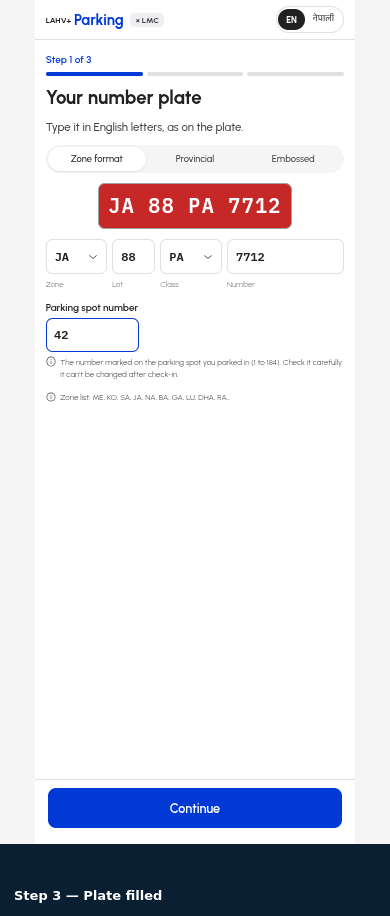 LAHV+ Parking × LMC EN नेपाली
Step 1 of 3
Your number plate
Type it in English letters, as on the plate.
Zone format Provincial Embossed
JA 88 PA 7712
JA 88 PA 7712
Zone Lot Class Number
Parking spot number
42
The number marked on the parking spot you parked in (1 to 184). Check it carefully:
it can't be changed after check-in.
Zone list: ME, KO, SA, JA, NA, BA, GA, LU, DHA, RA..
Continue
Step 3 — Plate filled